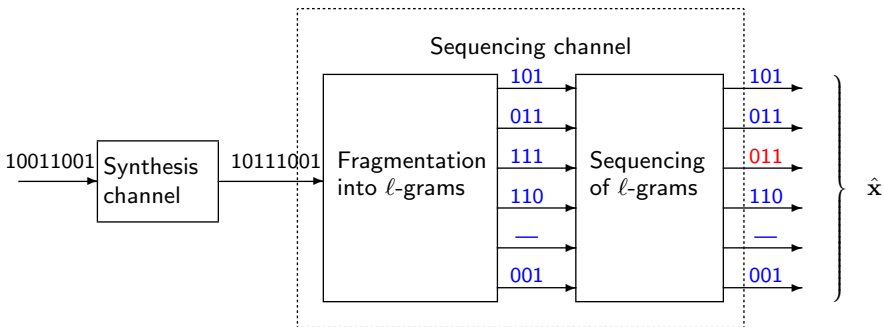 Sequencing channel
10011001
Synthesis
channel
10111001
Fragmentation
into ℓ-grams
101
011
111
110
—
001
Sequencing
of ℓ-grams
101
011
011
110
—
001
x̂